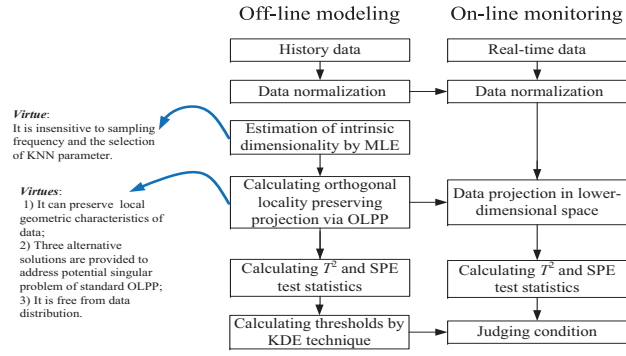 Off-line modeling
On-line monitoring
History data
Real-time data
Data normalization
Data normalization
Virtue:
It is insensitive to sampling
frequency and the selection
of KNN parameter.
Estimation of intrinsic
dimensionality by MLE
Virtues:
1) It can preserve local
geometric characteristics of
data;
2) Three alternative
solutions are provided to
address potential singular
problem of standard OLPP;
3) It is free from data
distribution.
Calculating orthogonal
locality preserving
projection via OLPP
Data projection in lower-
dimensional space
Calculating T² and SPE
test statistics
Calculating T² and SPE
test statistics
Calculating thresholds by
KDE technique
Judging condition